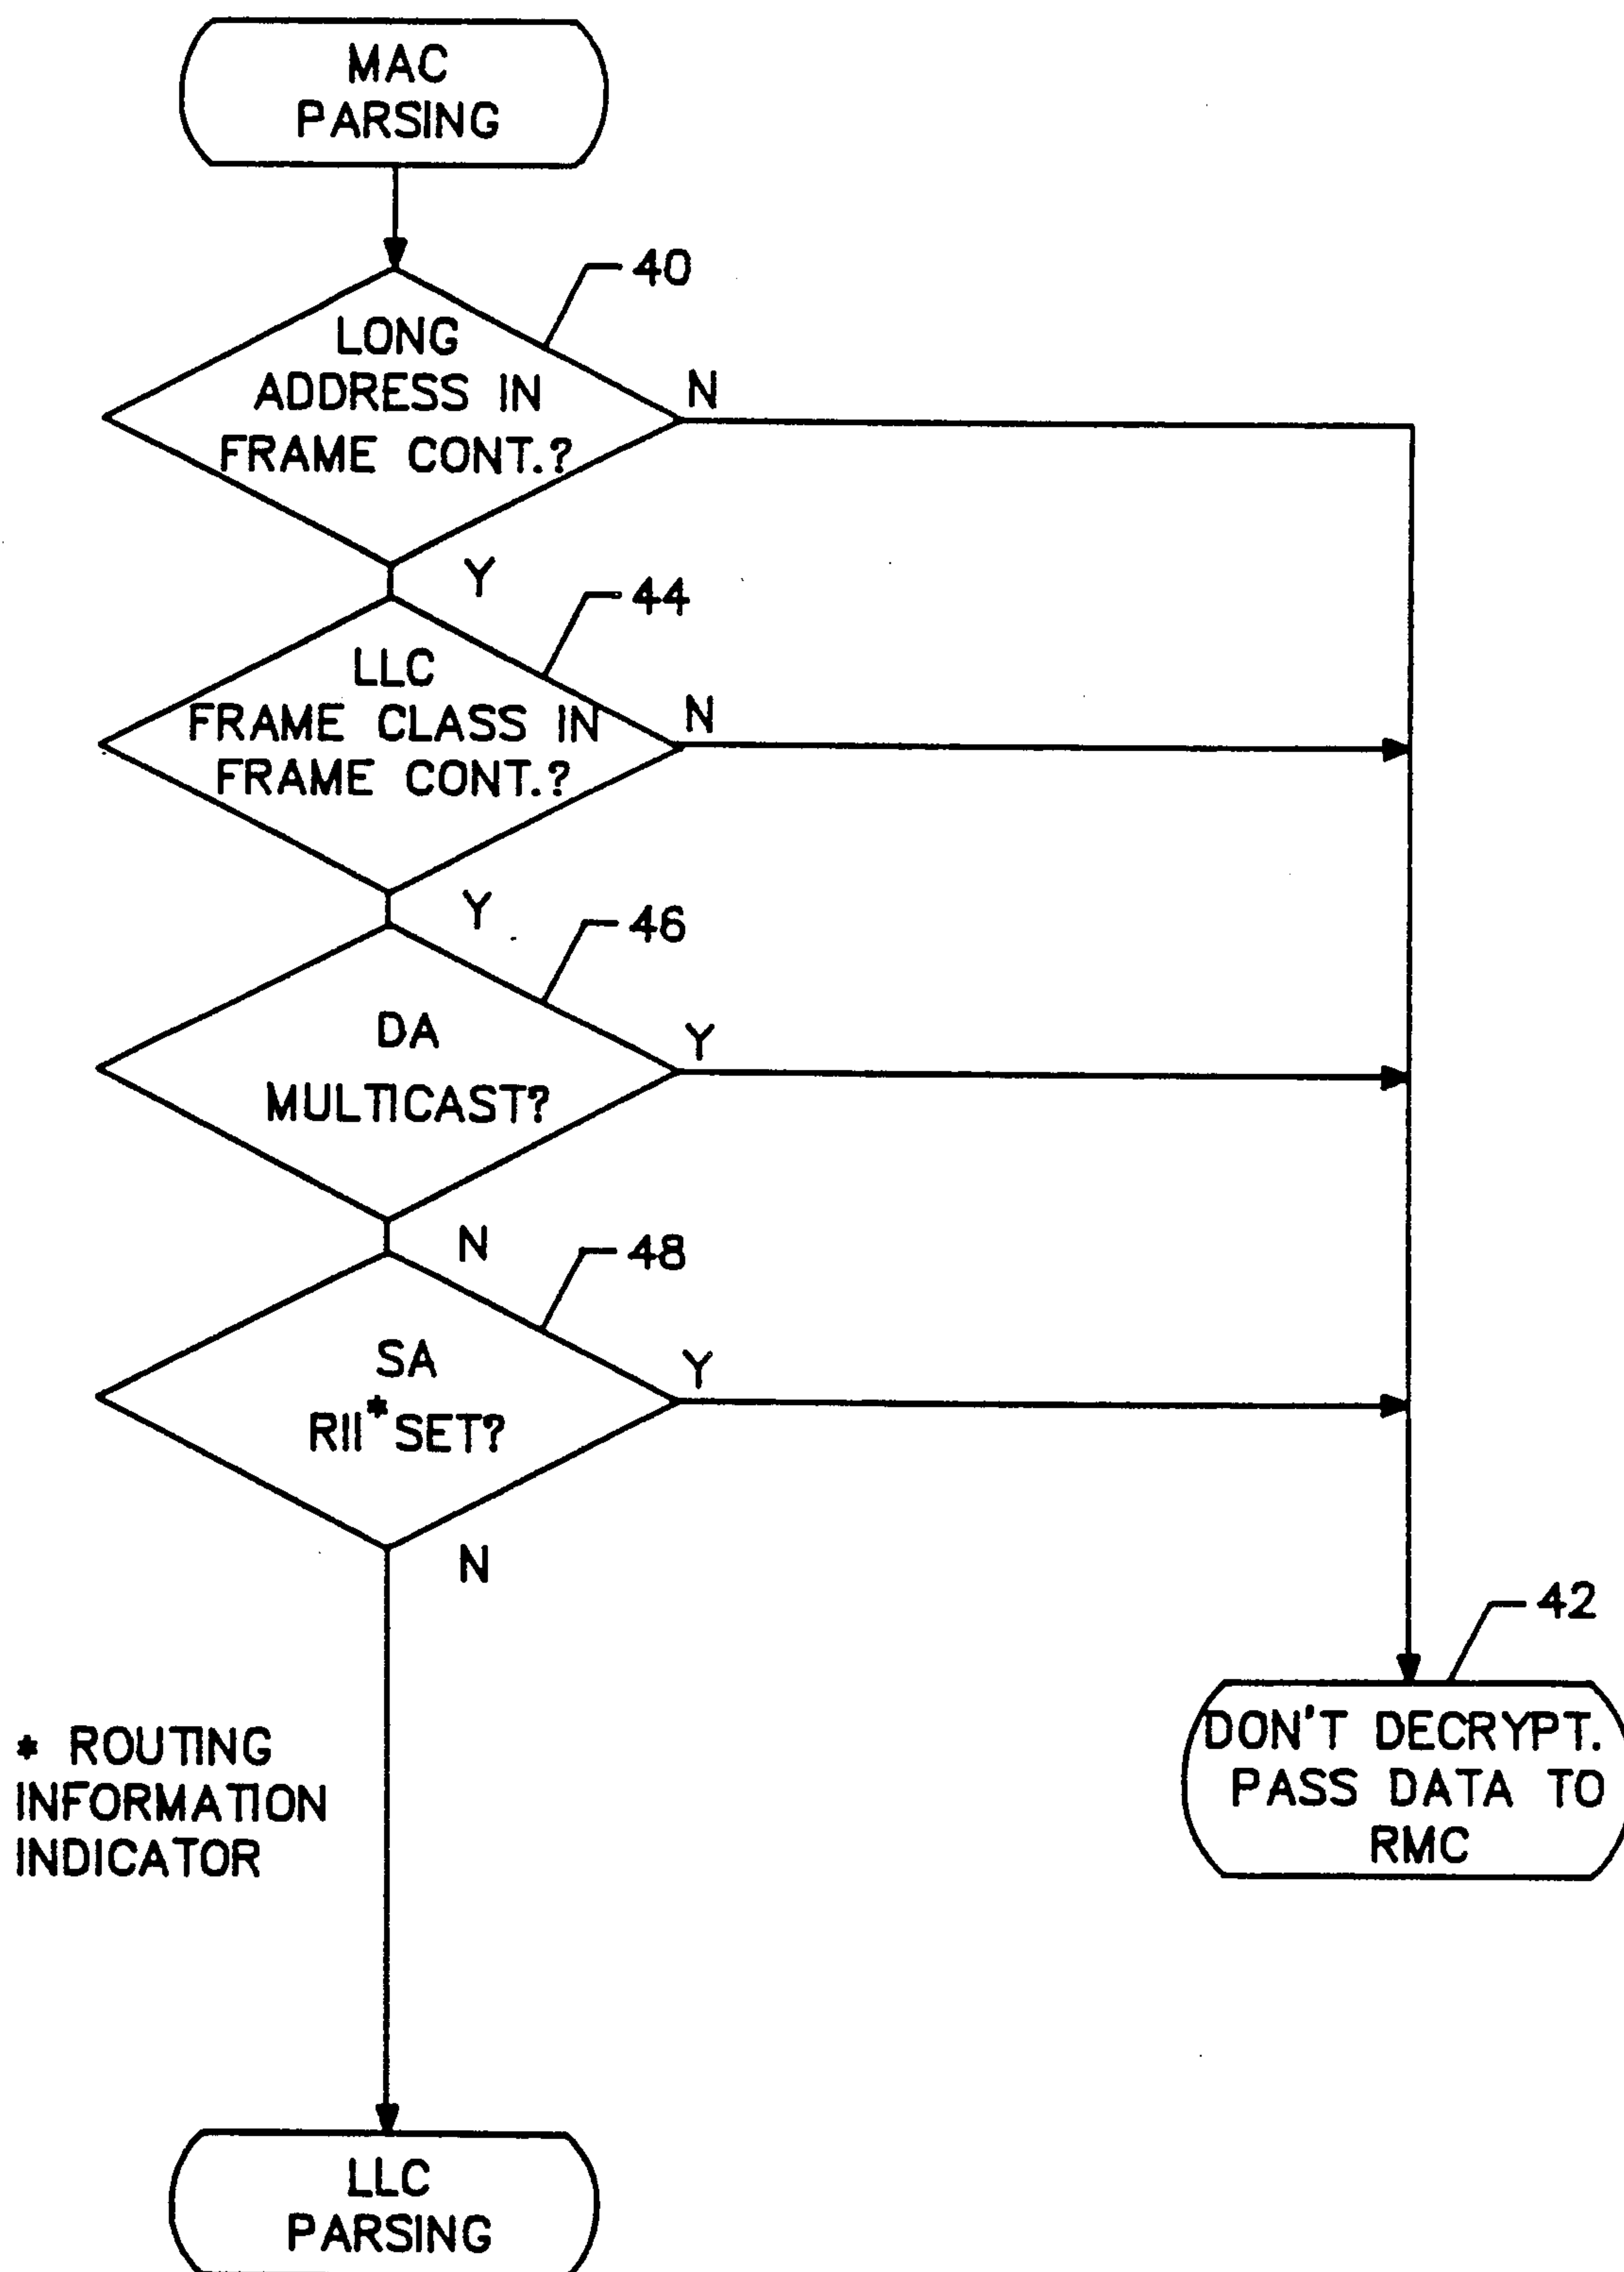 MAC
PARSING
40
LONG
ADDRESS IN
FRAME CONT.?
N
Y
44
LLC
FRAME CLASS IN
FRAME CONT.?
N
Y
46
DA
MULTICAST?
Y
N
48
SA
RII*SET?
Y
N
42
DON'T DECRYPT.
PASS DATA TO
RMC
* ROUTING
INFORMATION
INDICATOR
LLC
PARSING